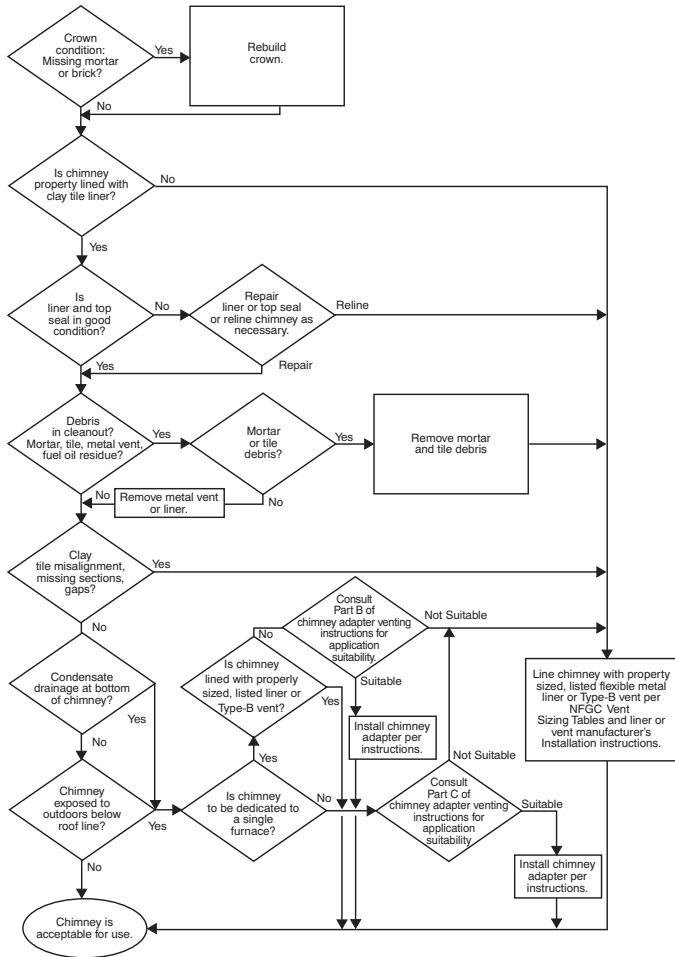 Crown
condition:
Missing mortar
or brick?
Yes
Rebuild
crown.
No
Is chimney
property lined with
clay tile liner?
No
Yes
Is
liner and top
seal in good
condition?
No
Repair
liner or top seal
or reline chimney as
necessary.
Reline
Yes
Repair
Debris
in cleanout?
Mortar, tile, metal vent,
fuel oil residue?
Yes
Mortar
or tile
debris?
Yes
Remove mortar
and tile debris
No
Remove metal vent
or liner.
No
Clay
tile misalignment,
missing sections,
gaps?
Yes
No
Consult
Part B of
chimney adapter venting
instructions for
application
suitability.
Not Suitable
No
Suitable
Condensate
drainage at bottom
of chimney?
Yes
No
Is chimney
lined with properly
sized, listed liner or
Type-B vent?
Yes
Yes
Install chimney
adapter per
instructions.
Line chimney with property
sized, listed flexible metal
liner or Type-B vent per
NFGC Vent
Sizing Tables and liner or
vent manufacturer's
Installation instructions.
Not Suitable
Chimney
exposed to
outdoors below
roof line?
Yes
No
Is chimney
to be dedicated to
a single
furnace?
No
Consult
Part C of
chimney adapter venting
instructions for
application
suitability
Suitable
Install chimney
adapter per
instructions.
Chimney is
acceptable for use.